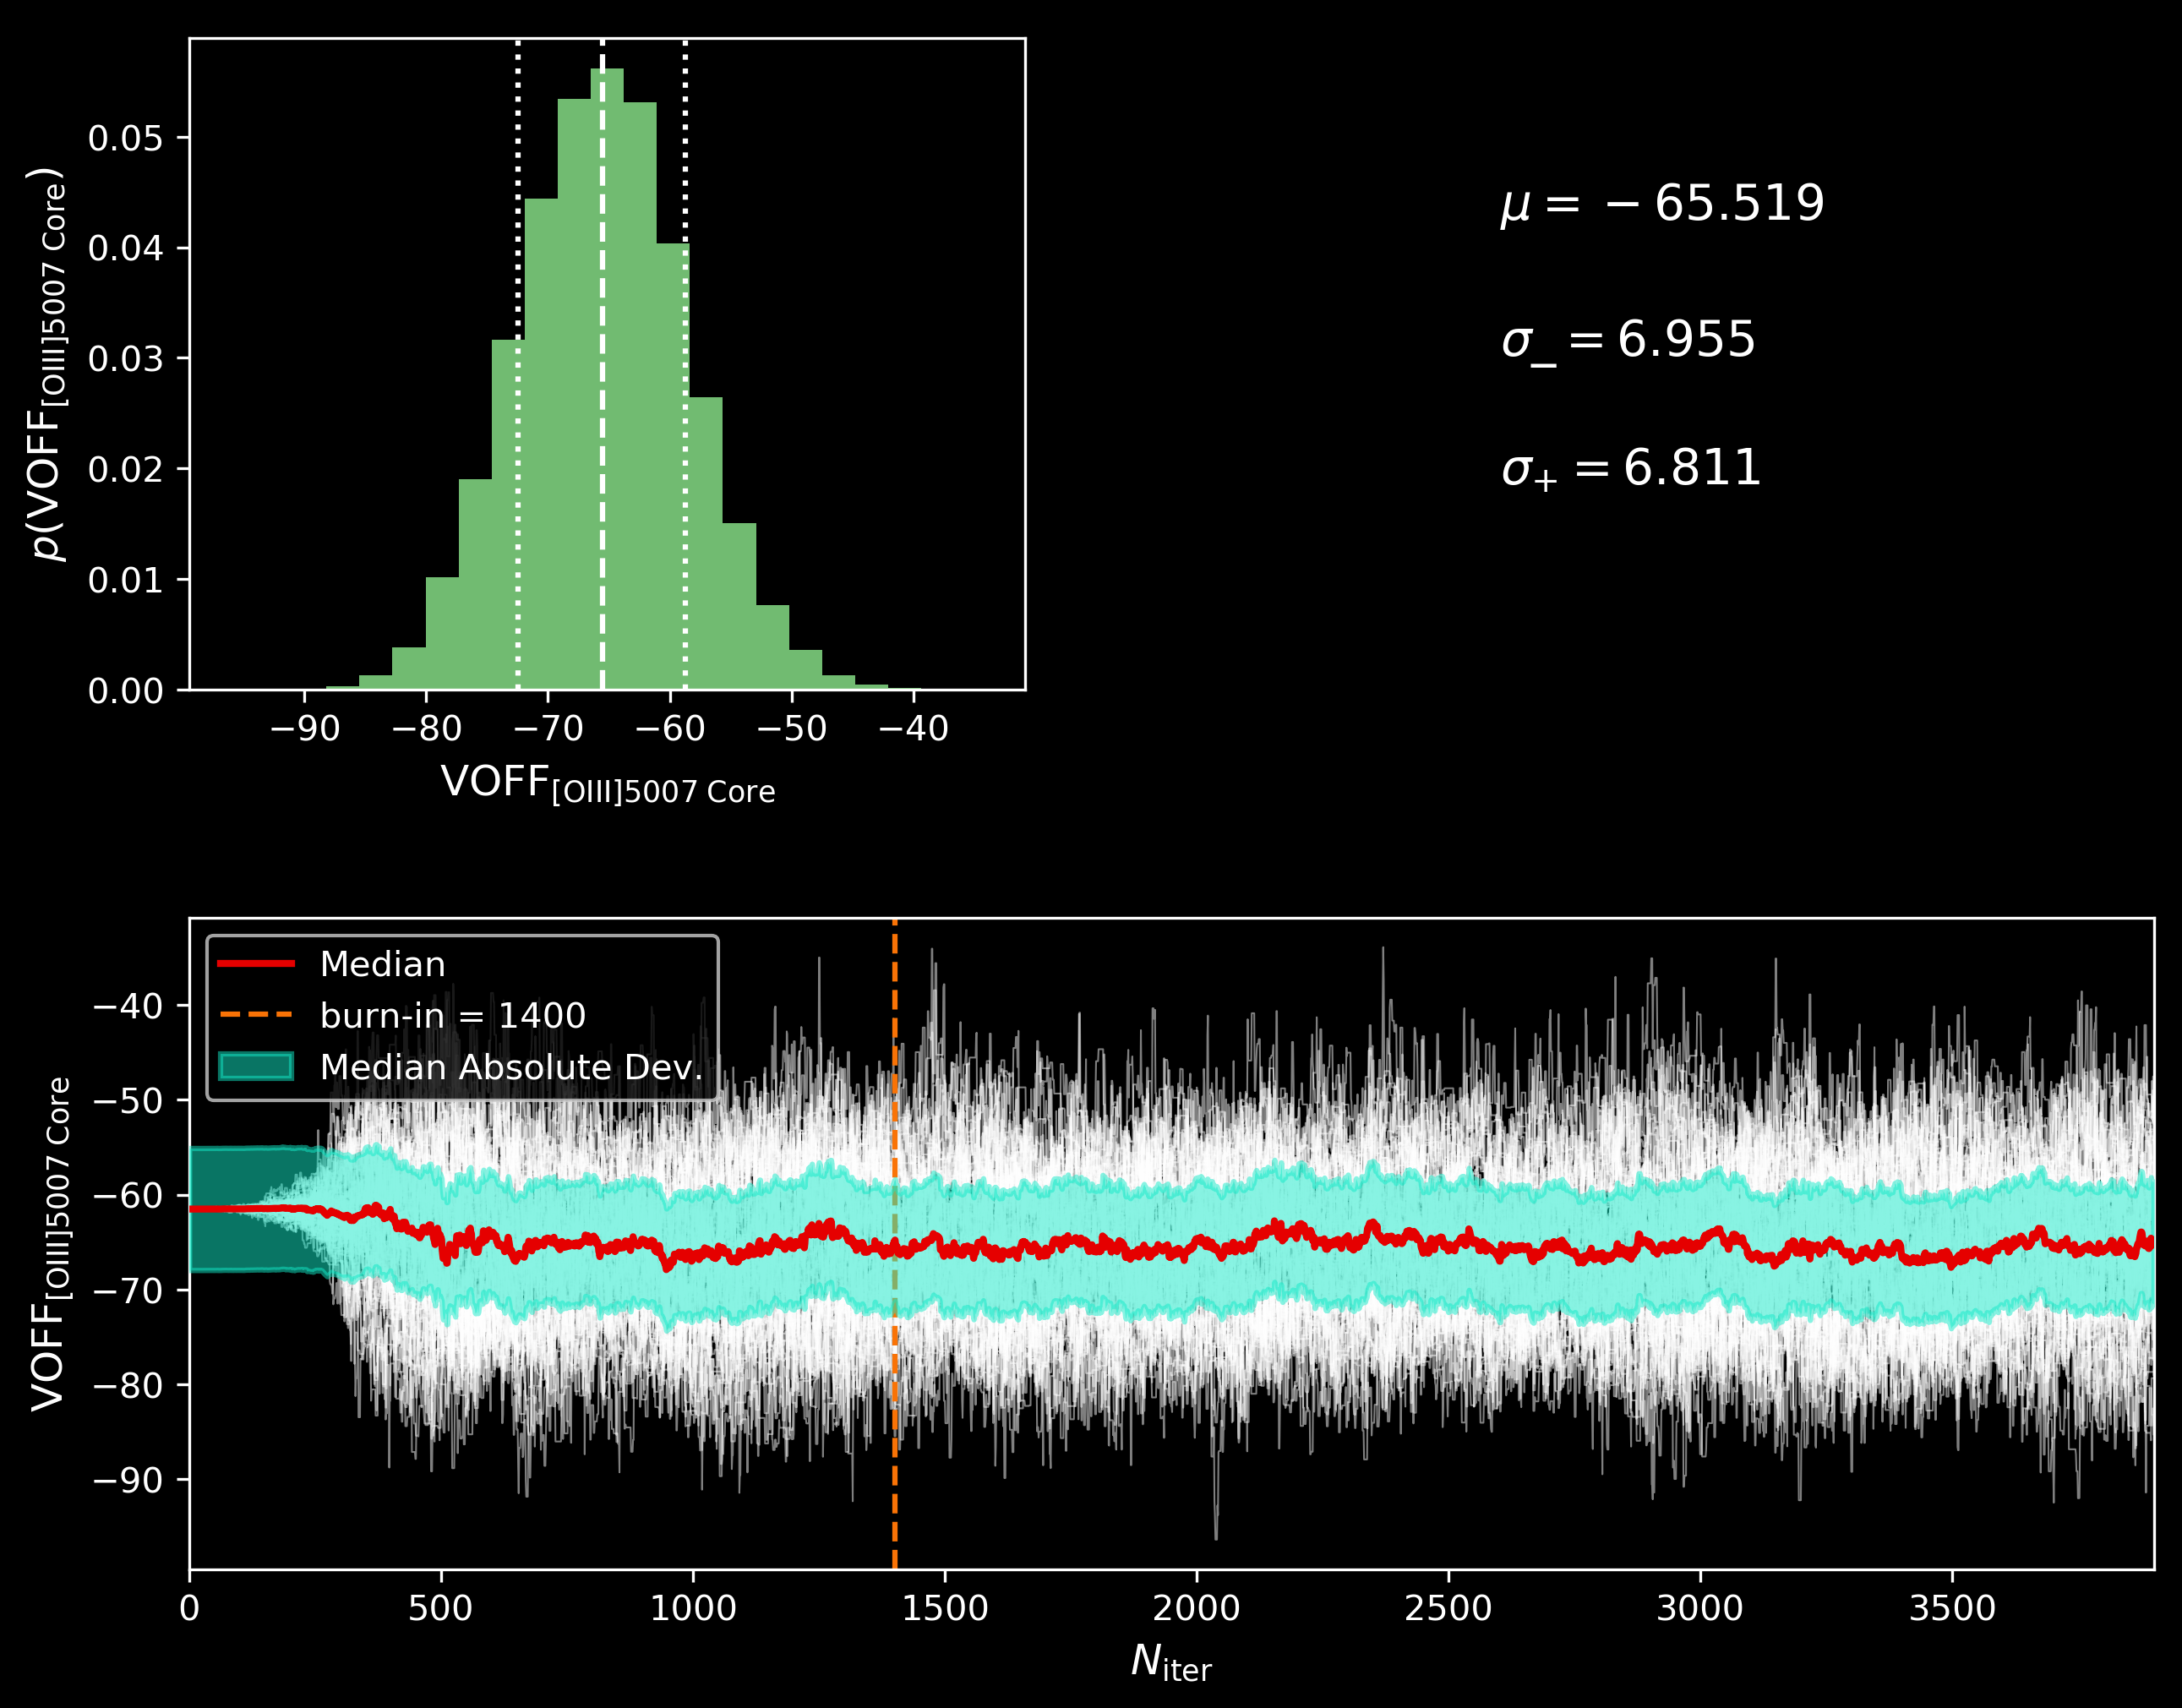 p(VOFF[OIII]5007 Core)
0.05
0.04
0.03
0.02
0.01
0.00
−90 −80 −70 −60 −50 −40
VOFF[OIII]5007 Core
μ = −65.519
σ− = 6.955
σ+ = 6.811
VOFF[OIII]5007 Core
−40
−50
−60
−70
−80
−90
Median
burn-in = 1400
Median Absolute Dev.
0 500 1000 1500 2000 2500 3000 3500
Niter